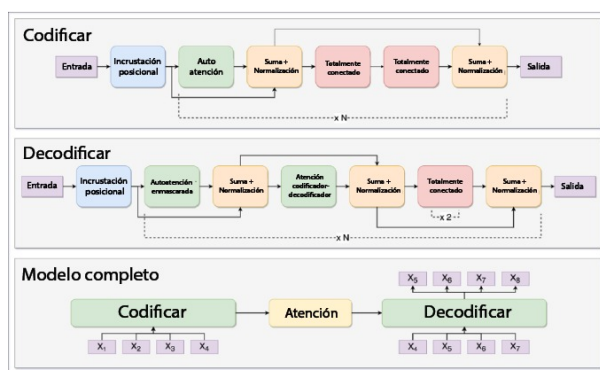 Codificar
Entrada
Incrustación
posicional
Auto
atención
Suma +
Normalización
Totalmente
conectado
Totalmente
conectado
Suma +
Normalización
Salida
x N
Decodificar
Entrada
Incrustación
posicional
Autoatención
enmascarada
Suma +
Normalización
Atención
codificador-
decodificador
Suma +
Normalización
Totalmente
conectado
Suma +
Normalización
Salida
x 2
x N
Modelo completo
X5 X6 X7 X8
Codificar
Atención
Decodificar
X1 X2 X3 X4
X4 X5 X6 X7